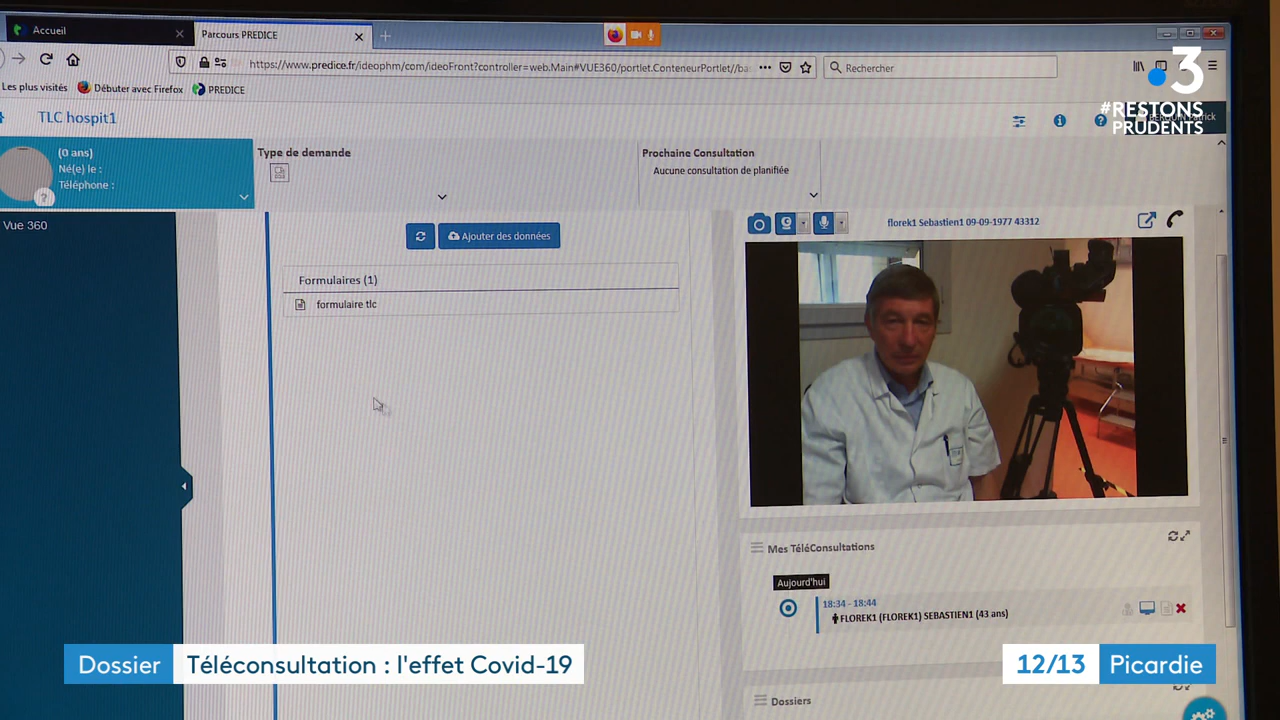 Accueil
Parcours PREDICE
3
https://www.predice.fr/ideophm/com/ideoFront?controller=web.Main#VUE360/portlet.ConteneurPortlet//ba
Rechercher
Les plus visités
Débuter avec Firefox
PREDICE
#RESTONS
PRUDENTS
TLC hospit1
(0 ans)
Né(e) le :
Téléphone :
Type de demande
Prochaine Consultation
Aucune consultation de planifiée
Vue 360
Ajouter des données
florek1 Sebastien1 09-09-1977 43312
Formulaires (1)
formulaire tlc
Mes TéléConsultations
Aujourd'hui
18:34 - 18:44
FLOREK1 (FLOREK1) SEBASTIEN1 (43 ans)
Dossier
Téléconsultation : l'effet Covid-19
12/13
Picardie
Dossiers